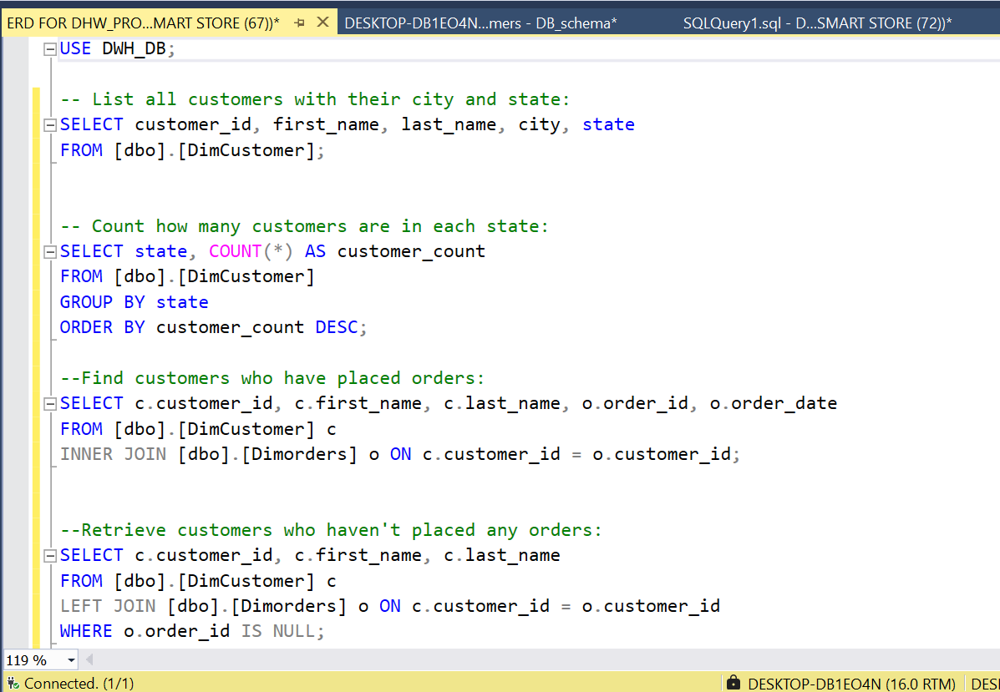 ERD FOR DHW_PRO...MART STORE (67))* DESKTOP-DB1EO4N...mers - DB_schema* SQLQuery1.sql - D...SMART STORE (72))*
USE DWH_DB;
-- List all customers with their city and state:
SELECT customer_id, first_name, last_name, city, state
FROM [dbo].[DimCustomer];
-- Count how many customers are in each state:
SELECT state, COUNT(*) AS customer_count
FROM [dbo].[DimCustomer]
GROUP BY state
ORDER BY customer_count DESC;
--Find customers who have placed orders:
SELECT c.customer_id, c.first_name, c.last_name, o.order_id, o.order_date
FROM [dbo].[DimCustomer] c
INNER JOIN [dbo].[Dimorders] o ON c.customer_id = o.customer_id;
--Retrieve customers who haven't placed any orders:
SELECT c.customer_id, c.first_name, c.last_name
FROM [dbo].[DimCustomer] c
LEFT JOIN [dbo].[Dimorders] o ON c.customer_id = o.customer_id
WHERE o.order_id IS NULL;
119 %
Connected. (1/1) DESKTOP-DB1EO4N (16.0 RTM) DESI